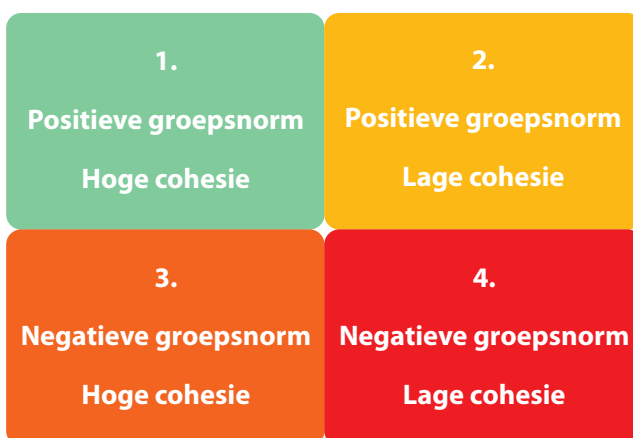 1.
Positieve groepsnorm
Hoge cohesie
2.
Positieve groepsnorm
Lage cohesie
3.
Negatieve groepsnorm
Hoge cohesie
4.
Negatieve groepsnorm
Lage cohesie